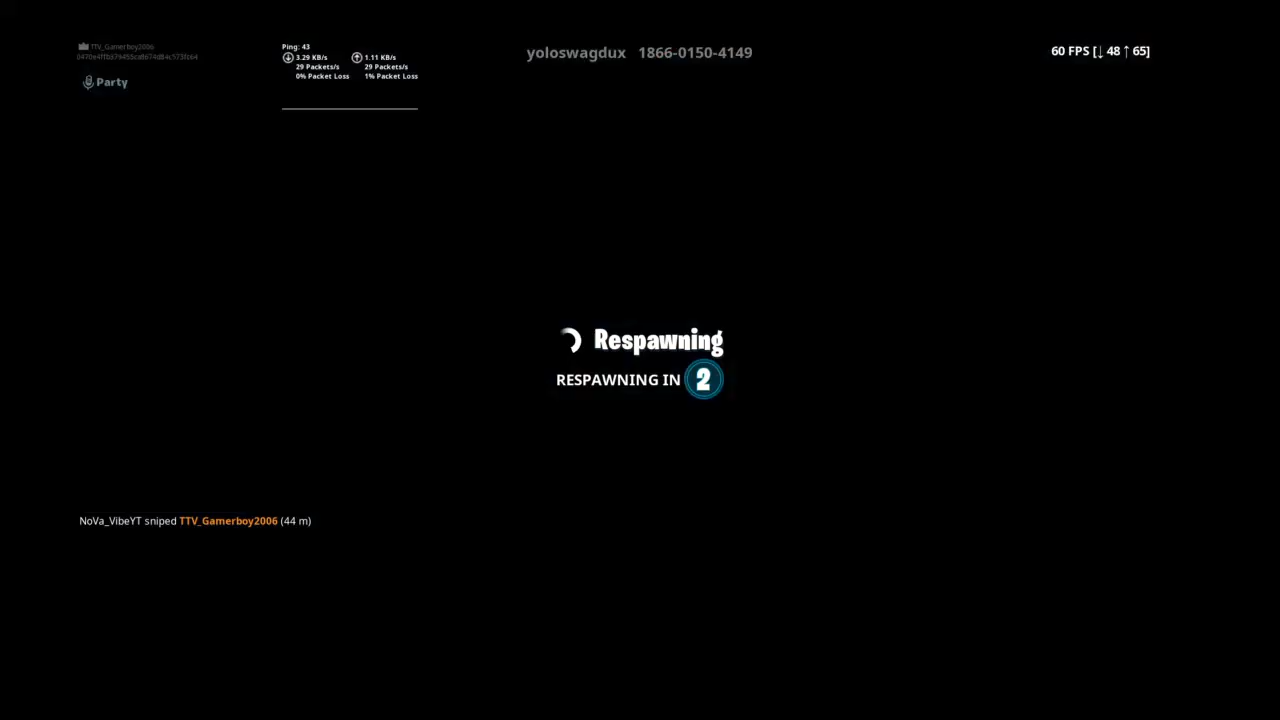 TTV_Gamerboy2006
Party
Ping: 43
3.29 KB/s 1.11 KB/s
29 Packets/s 29 Packets/s
0% Packet Loss 1% Packet Loss
yoloswagdux 1866-0150-4149
60 FPS [↓ 48 ↑ 65]
Respawning
RESPAWNING IN 2
NoVa_VibeYT sniped TTV_Gamerboy2006 (44 m)